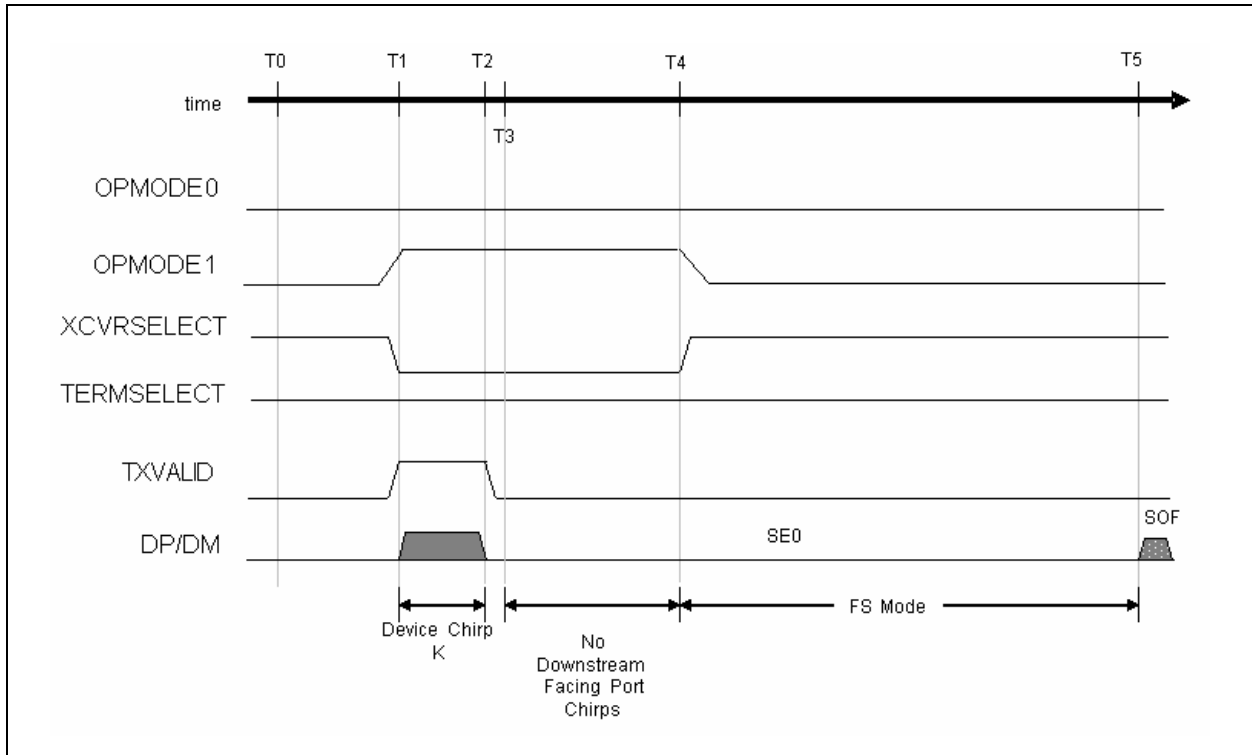 T0
T1
T2
T4
T5
time
T3
OPMODE0
OPMODE1
XCVRSELECT
TERMSELECT
TXVALID
SOF
DP/DM
SE0
Device Chirp
K
No
Downstream
Facing Port
Chirps
FS Mode